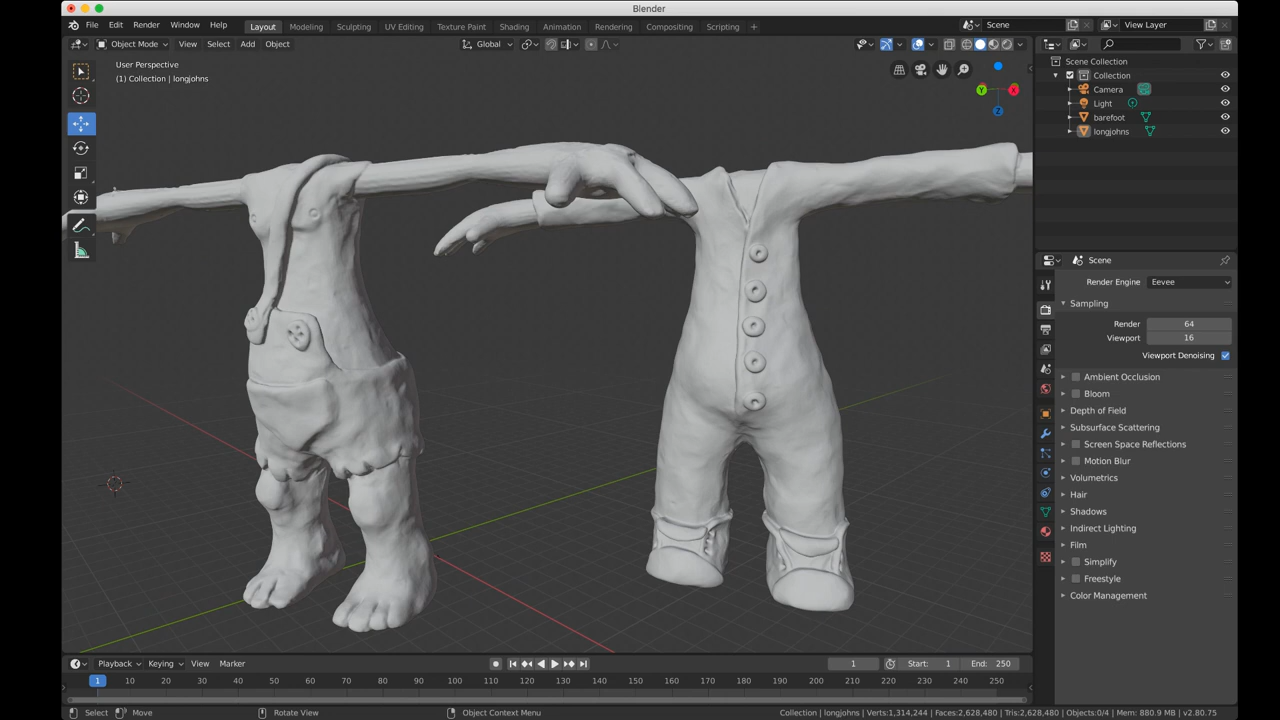 Blender
File Edit Render Window Help Layout Modeling Sculpting UV Editing Texture Paint Shading Animation Rendering Compositing Scripting + Scene View Layer
Object Mode View Select Add Object Global
User Perspective
(1) Collection | longjohns
Y X Z
Scene Collection
Collection
Camera
Light
barefoot
longjohns
Scene
Render Engine Eevee
Sampling
Render 64
Viewport 16
Viewport Denoising
Ambient Occlusion
Bloom
Depth of Field
Subsurface Scattering
Screen Space Reflections
Motion Blur
Volumetrics
Hair
Shadows
Indirect Lighting
Film
Simplify
Freestyle
Color Management
Playback Keying View Marker 1 Start: 1 End: 250
1 10 20 30 40 50 60 70 80 90 100 110 120 130 140 150 160 170 180 190 200 210 220 230 240 250
Select Move Rotate View Object Context Menu Collection | longjohns | Verts:1,314,244 | Faces:2,628,480 | Tris:2,628,480 | Objects:0/4 | Mem: 880.9 MB | v2.80.75